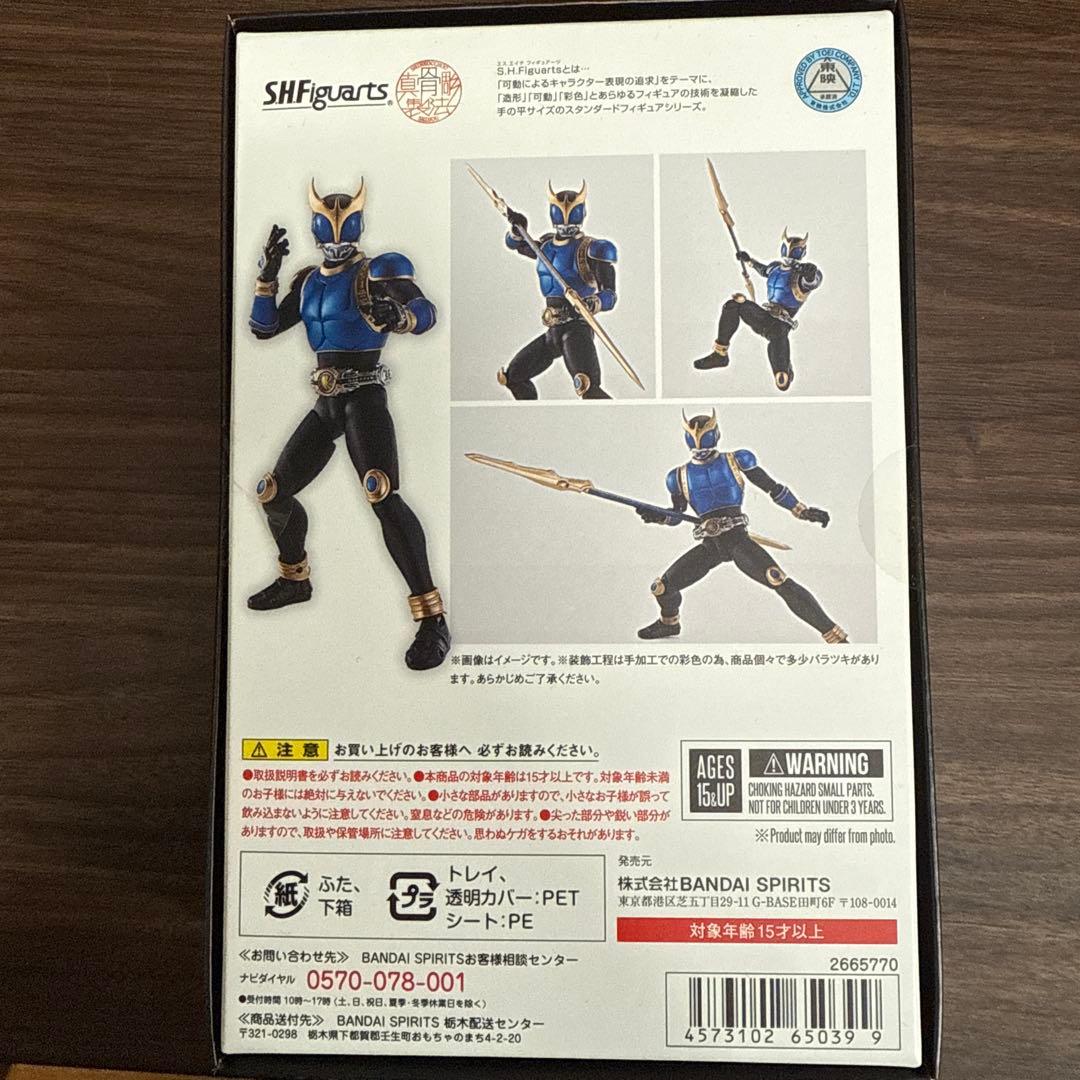 S.H.Figuarts®
真骨彫製法
エス.エイチ フィギュアーツ
S.H.Figuartsとは…
「可動によるキャラクター表現の追求」をテーマに、
「造形」「可動」「彩色」とあらゆるフィギュアの技術を凝縮した
手の平サイズのスタンダードフィギュアシリーズ。
APPROVED BY TOEI COMPANY, LTD.
東映
※画像はイメージです。※装飾工程は手加工での彩色の為、商品個々で多少バラツキがあり
ます。あらかじめご了承ください。
注意 お買い上げのお客様へ 必ずお読みください。
●取扱説明書を必ずお読みください。●本商品の対象年齢は15才以上です。対象年齢未満
のお子様には絶対に与えないでください。●小さな部品がありますので、小さなお子様が誤って
飲み込まないように注意してください。窒息などの危険があります。●尖った部分や鋭い部分が
ありますので、取扱や保管場所に注意してください。思わぬケガをするおそれがあります。
AGES
15&UP
WARNING
CHOKING HAZARD SMALL PARTS.
NOT FOR CHILDREN UNDER 3 YEARS.
※Product may differ from photo.
紙
ふた、
下箱
プラ
トレイ、
透明カバー:PET
シート:PE
発売元
株式会社BANDAI SPIRITS
東京都港区芝五丁目29-11 G-BASE田町6F 〒108-0014
対象年齢15才以上
≪お問い合わせ先≫ BANDAI SPIRITSお客様相談センター
ナビダイヤル 0570-078-001
●受付時間 10時〜17時(土、日、祝日、夏季・冬季休業日を除く)
≪商品送付先≫ BANDAI SPIRITS 栃木配送センター
〒321-0298 栃木県下都賀郡壬生町おもちゃのまち4-2-20
2665770
4573102 65039 9